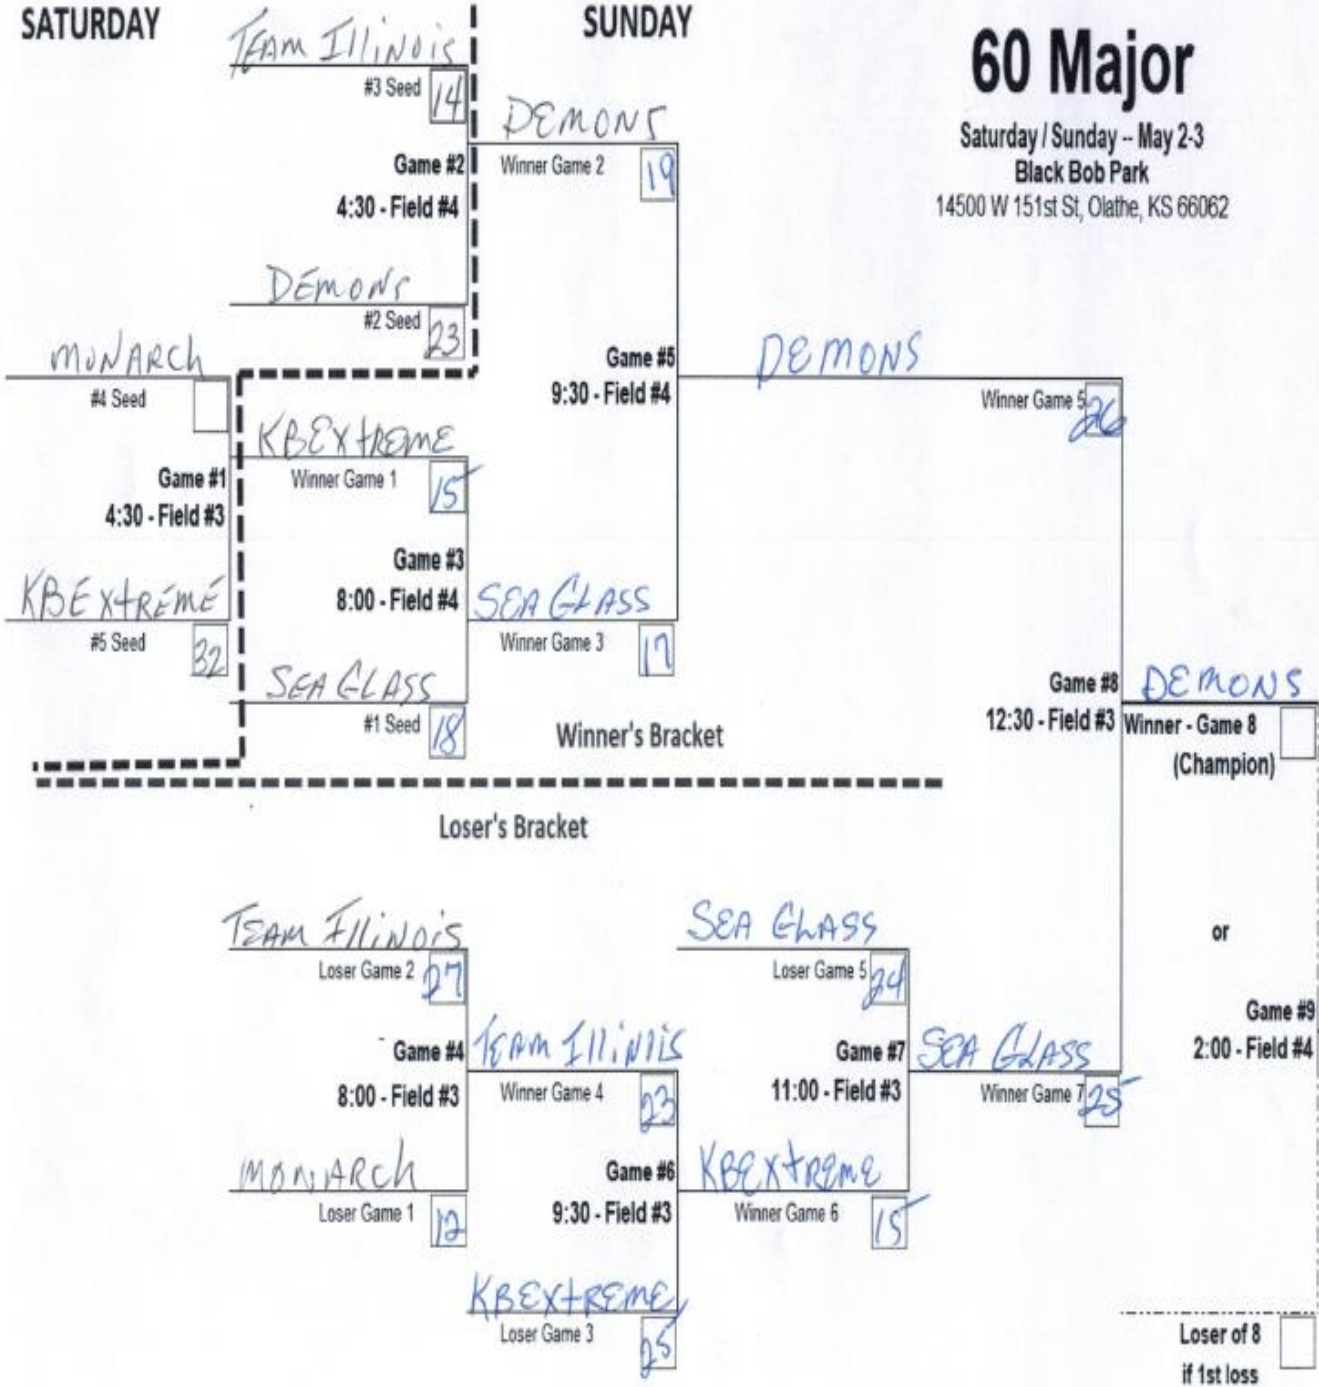 SATURDAY
SUNDAY
60 Major
Saturday / Sunday -- May 2-3
Black Bob Park
14500 W 151st St, Olathe, KS 66062
TEAM IllINOIS
#3 Seed 14
Game #2
4:30 - Field #4
DEMONS
#2 Seed 23
DEMONS
Winner Game 2 19
MONARCH
#4 Seed
Game #1
4:30 - Field #3
KBEXtREME
#5 Seed 32
KBEXtREME
Winner Game 1 15
Game #3
8:00 - Field #4
SEA GLASS
#1 Seed 18
Game #5
9:30 - Field #4
SEA GLASS
Winner Game 3 17
DEMONS
Winner Game 5 26
Game #8
12:30 - Field #3
DEMONS
Winner - Game 8
(Champion)
Winner's Bracket
Loser's Bracket
TEAM IlliNois
Loser Game 2 27
Game #4
8:00 - Field #3
MONARCH
Loser Game 1 12
TEAM IlliNIis
Winner Game 4 23
Game #6
9:30 - Field #3
KBEXtREME
Loser Game 3 25
SEA GLASS
Loser Game 5 24
Game #7
11:00 - Field #3
KBEXtREME
Winner Game 6 15
SEA GLASS
Winner Game 7 25
or
Game #9
2:00 - Field #4
Loser of 8
if 1st loss